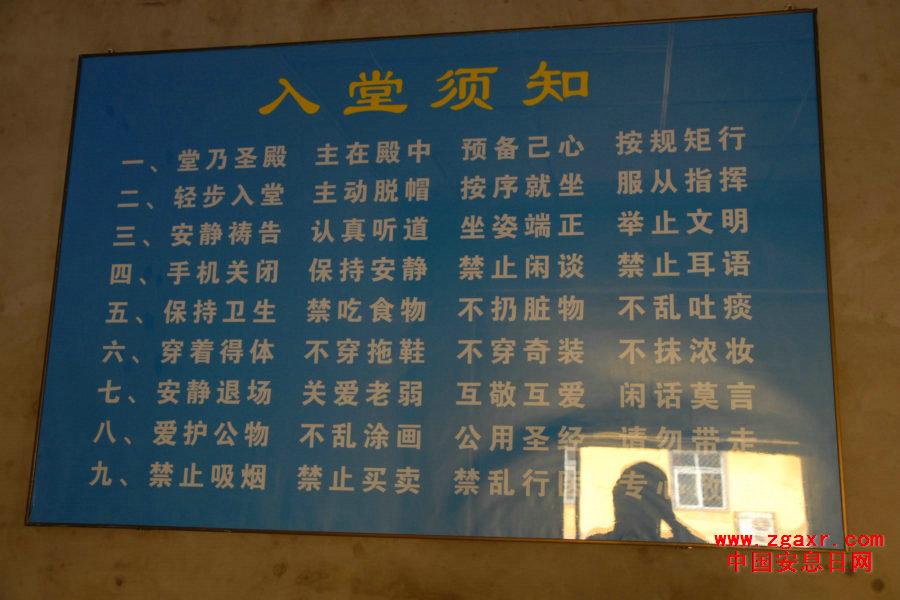 入堂须知
一、堂乃圣殿 主在殿中 预备己心 按规矩行
二、轻步入堂 主动脱帽 按序就坐 服从指挥
三、安静祷告 认真听道 坐姿端正 举止文明
四、手机关闭 保持安静 禁止闲谈 禁止耳语
五、保持卫生 禁吃食物 不扔脏物 不乱吐痰
六、穿着得体 不穿拖鞋 不穿奇装 不抹浓妆
七、安静退场 关爱老弱 互敬互爱 闲话莫言
八、爱护公物 不乱涂画 公用圣经 请勿带走
九、禁止吸烟 禁止买卖 禁乱行 专心
www.zgaxr.com
中国安息日网